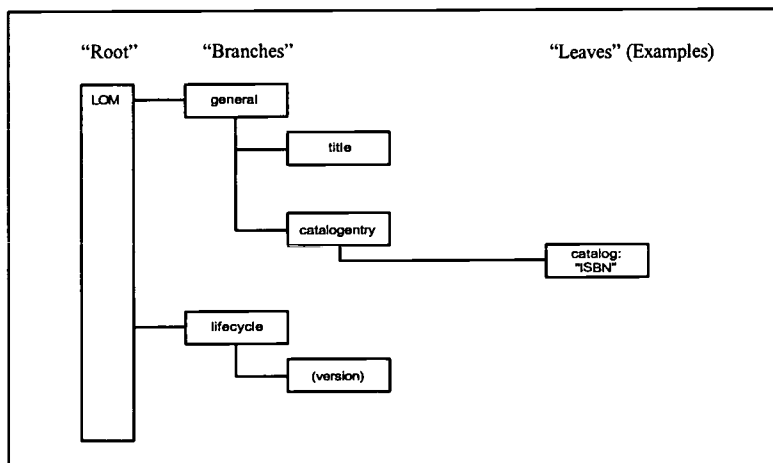 “Root” “Branches” “Leaves” (Examples)
LOM general
title
catalogentry
catalog:
"ISBN"
lifecycle
(version)